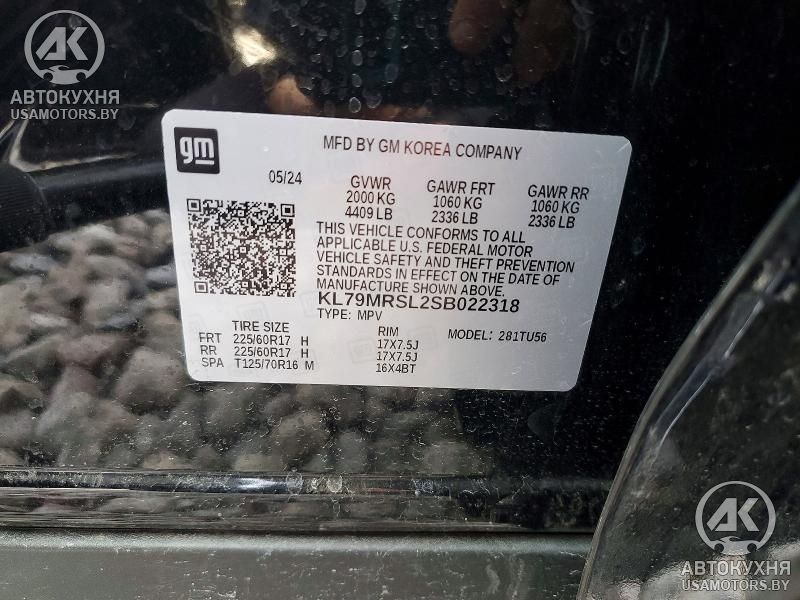 AK
АВТОКУХНЯ
USAMOTORS.BY
gm
MFD BY GM KOREA COMPANY
05/24 GVWR GAWR FRT GAWR RR
2000 KG 1060 KG 1060 KG
4409 LB 2336 LB 2336 LB
THIS VEHICLE CONFORMS TO ALL
APPLICABLE U.S. FEDERAL MOTOR
VEHICLE SAFETY AND THEFT PREVENTION
STANDARDS IN EFFECT ON THE DATE OF
MANUFACTURE SHOWN ABOVE.
KL79MRSL2SB022318
TYPE: MPV MODEL: 281TU56
TIRE SIZE RIM
FRT 225/60R17 H 17X7.5J
RR 225/60R17 H 17X7.5J
SPA T125/70R16 M 16X4BT
AK
АВТОКУХНЯ
USAMOTORS.BY